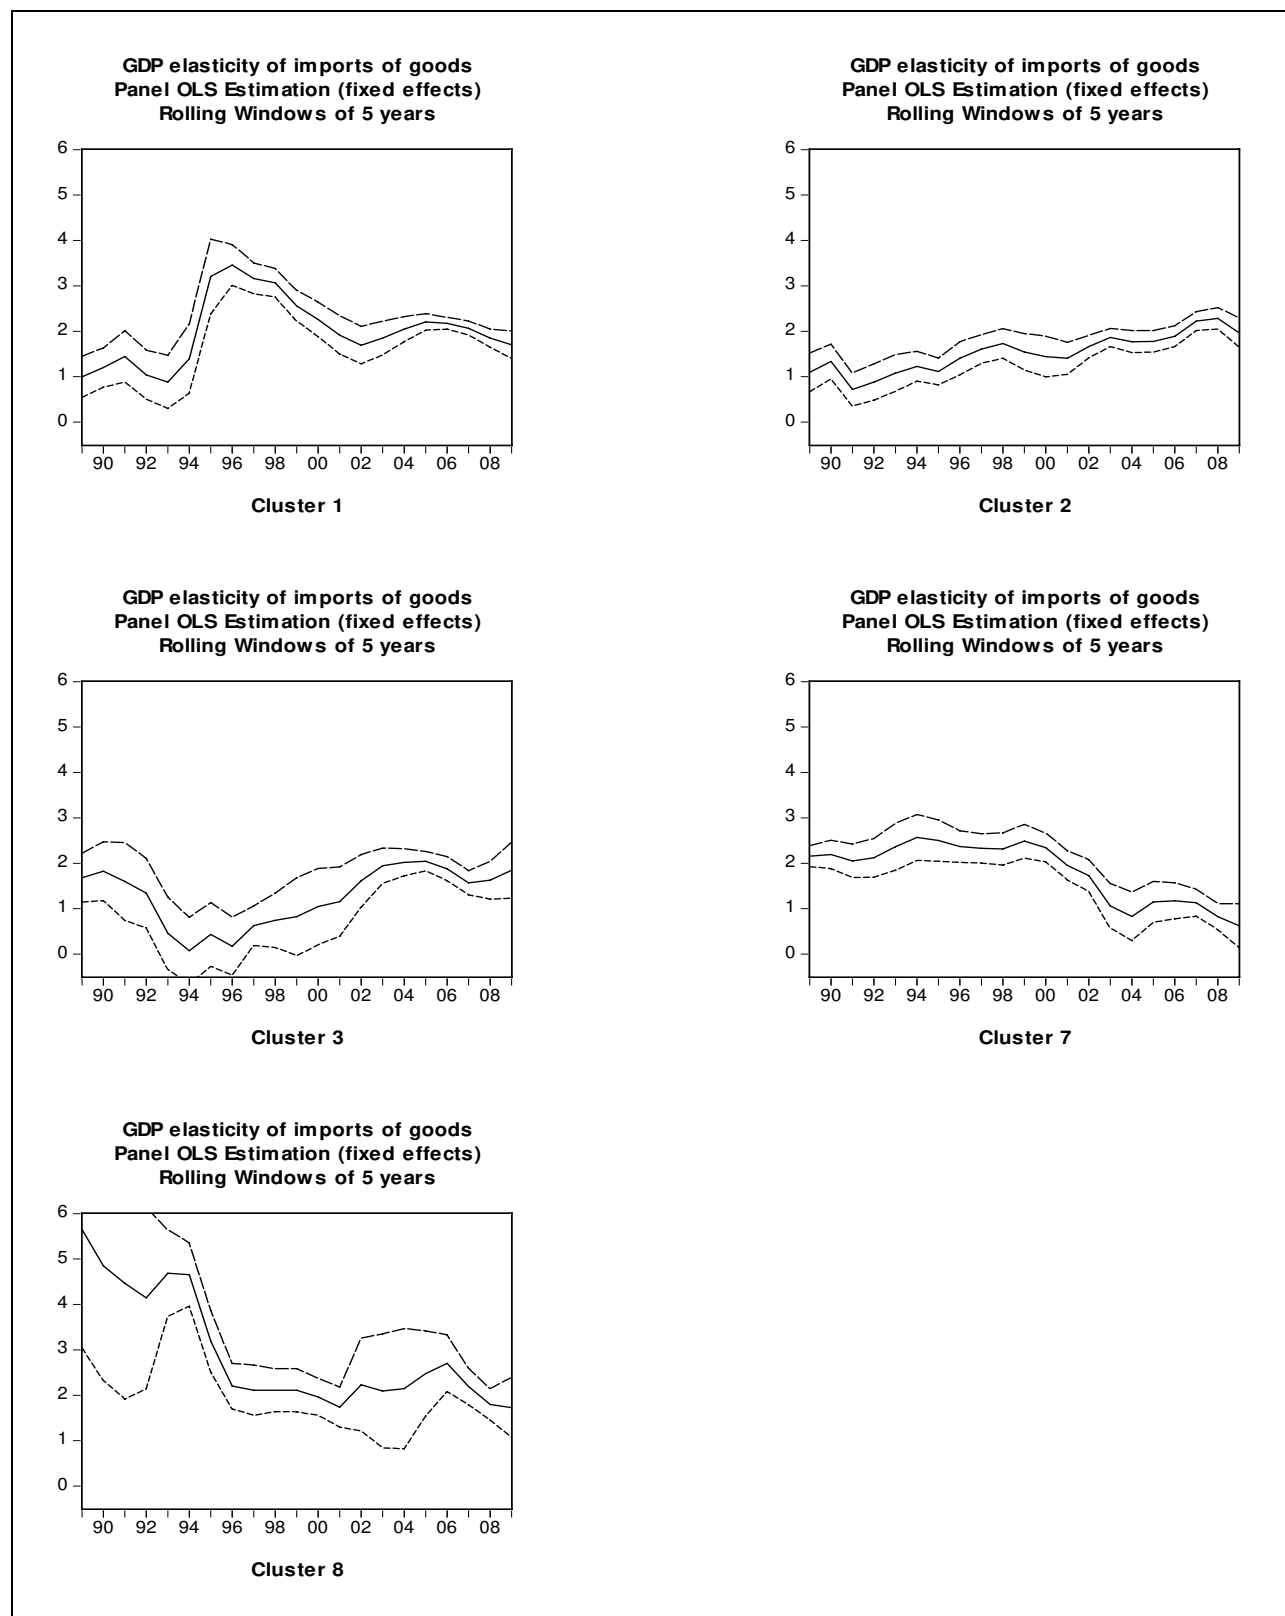 GDP elasticity of imports of goods
Panel OLS Estimation (fixed effects)
Rolling Windows of 5 years
6
5
4
3
2
1
0
90 92 94 96 98 00 02 04 06 08
Cluster 1
GDP elasticity of imports of goods
Panel OLS Estimation (fixed effects)
Rolling Windows of 5 years
6
5
4
3
2
1
0
90 92 94 96 98 00 02 04 06 08
Cluster 2
GDP elasticity of imports of goods
Panel OLS Estimation (fixed effects)
Rolling Windows of 5 years
6
5
4
3
2
1
0
90 92 94 96 98 00 02 04 06 08
Cluster 3
GDP elasticity of imports of goods
Panel OLS Estimation (fixed effects)
Rolling Windows of 5 years
6
5
4
3
2
1
0
90 92 94 96 98 00 02 04 06 08
Cluster 7
GDP elasticity of imports of goods
Panel OLS Estimation (fixed effects)
Rolling Windows of 5 years
6
5
4
3
2
1
0
90 92 94 96 98 00 02 04 06 08
Cluster 8